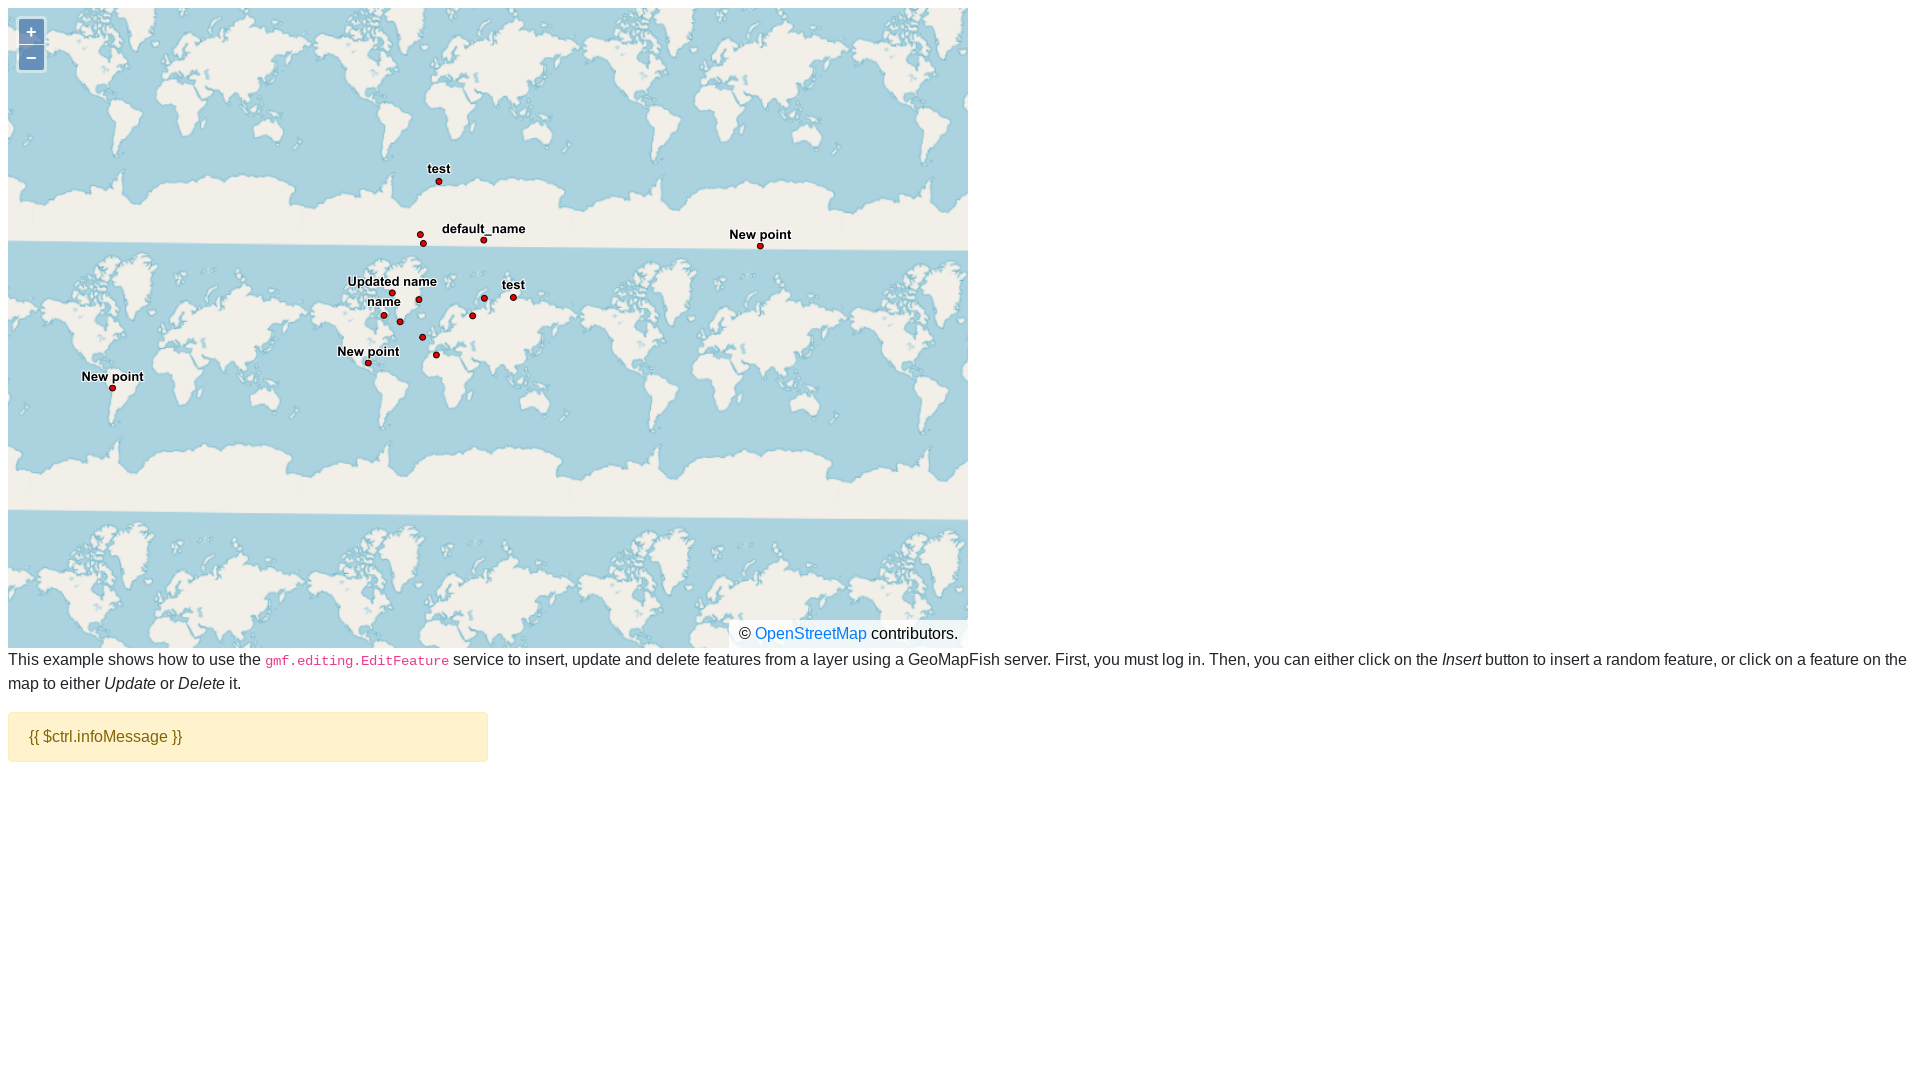 +
−
test
default_name
New point
Updated name
test
name
New point
New point
© OpenStreetMap contributors.
This example shows how to use the gmf.editing.EditFeature service to insert, update and delete features from a layer using a GeoMapFish server. First, you must log in. Then, you can either click on the Insert button to insert a random feature, or click on a feature on the
map to either Update or Delete it.
{{ $ctrl.infoMessage }}